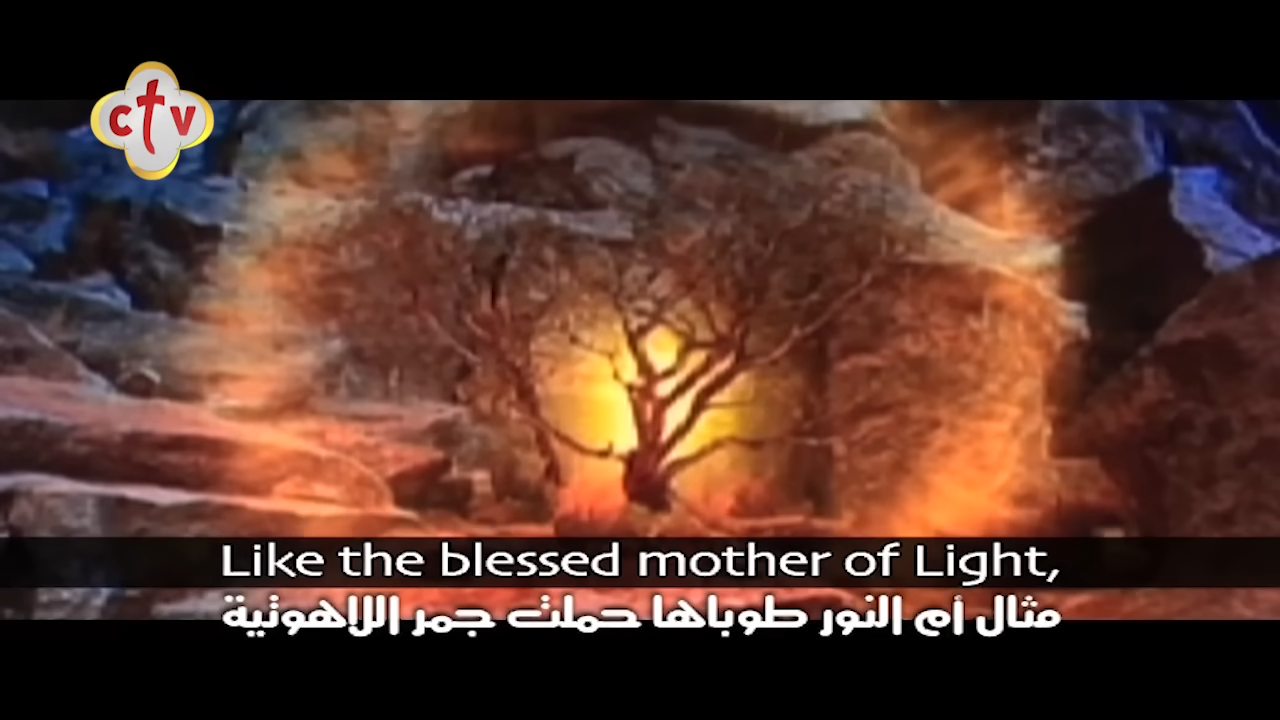 ctv
Like the blessed mother of Light,
مثال أم النور طوباها حملت جمر اللاهوتية